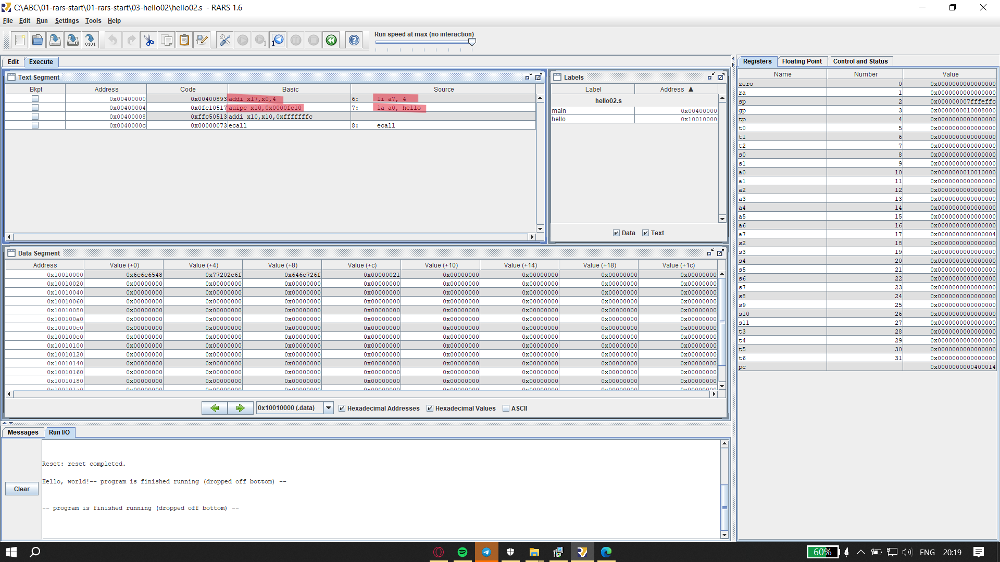 C:\ABC\01-rars-start\01-rars-start\03-hello02\hello02.s - RARS 1.6
File Edit Run Settings Tools Help
Run speed at max (no interaction)
Edit Execute
Text Segment
Bkpt Address Code Basic Source
0x00400000 0x00400893 addi x17,x0,4 6: li a7, 4
0x00400004 0x0fc10517 auipc x10,0x0000fc10 7: la a0, hello
0x00400008 0xffc50513 addi x10,x10,0xfffffffc
0x0040000c 0x00000073 ecall 8: ecall
Labels
Label Address ▲
hello02.s
main 0x00400000
hello 0x10010000
Data Text
Data Segment
Address Value (+0) Value (+4) Value (+8) Value (+c) Value (+10) Value (+14) Value (+18) Value (+1c)
0x10010000 0x6c6c6548 0x77202c6f 0x646c726f 0x00000021 0x00000000 0x00000000 0x00000000 0x00000000
0x10010020 0x00000000 0x00000000 0x00000000 0x00000000 0x00000000 0x00000000 0x00000000 0x00000000
0x10010040 0x00000000 0x00000000 0x00000000 0x00000000 0x00000000 0x00000000 0x00000000 0x00000000
0x10010060 0x00000000 0x00000000 0x00000000 0x00000000 0x00000000 0x00000000 0x00000000 0x00000000
0x10010080 0x00000000 0x00000000 0x00000000 0x00000000 0x00000000 0x00000000 0x00000000 0x00000000
0x100100a0 0x00000000 0x00000000 0x00000000 0x00000000 0x00000000 0x00000000 0x00000000 0x00000000
0x100100c0 0x00000000 0x00000000 0x00000000 0x00000000 0x00000000 0x00000000 0x00000000 0x00000000
0x100100e0 0x00000000 0x00000000 0x00000000 0x00000000 0x00000000 0x00000000 0x00000000 0x00000000
0x10010100 0x00000000 0x00000000 0x00000000 0x00000000 0x00000000 0x00000000 0x00000000 0x00000000
0x10010120 0x00000000 0x00000000 0x00000000 0x00000000 0x00000000 0x00000000 0x00000000 0x00000000
0x10010140 0x00000000 0x00000000 0x00000000 0x00000000 0x00000000 0x00000000 0x00000000 0x00000000
0x10010160 0x00000000 0x00000000 0x00000000 0x00000000 0x00000000 0x00000000 0x00000000 0x00000000
0x10010180 0x00000000 0x00000000 0x00000000 0x00000000 0x00000000 0x00000000 0x00000000 0x00000000
0x10010000 (.data) Hexadecimal Addresses Hexadecimal Values ASCII
Messages Run I/O
Clear
Reset: reset completed.
Hello, world!-- program is finished running (dropped off bottom) --
-- program is finished running (dropped off bottom) --
Registers Floating Point Control and Status
Name Number Value
zero 0 0x0000000000000000
ra 1 0x0000000000000000
sp 2 0x000000007fffeffc
gp 3 0x0000000010008000
tp 4 0x0000000000000000
t0 5 0x0000000000000000
t1 6 0x0000000000000000
t2 7 0x0000000000000000
s0 8 0x0000000000000000
s1 9 0x0000000000000000
a0 10 0x0000000010010000
a1 11 0x0000000000000000
a2 12 0x0000000000000000
a3 13 0x0000000000000000
a4 14 0x0000000000000000
a5 15 0x0000000000000000
a6 16 0x0000000000000000
a7 17 0x0000000000000004
s2 18 0x0000000000000000
s3 19 0x0000000000000000
s4 20 0x0000000000000000
s5 21 0x0000000000000000
s6 22 0x0000000000000000
s7 23 0x0000000000000000
s8 24 0x0000000000000000
s9 25 0x0000000000000000
s10 26 0x0000000000000000
s11 27 0x0000000000000000
t3 28 0x0000000000000000
t4 29 0x0000000000000000
t5 30 0x0000000000000000
t6 31 0x0000000000000000
pc 0x0000000000400014
60% ENG 20:19